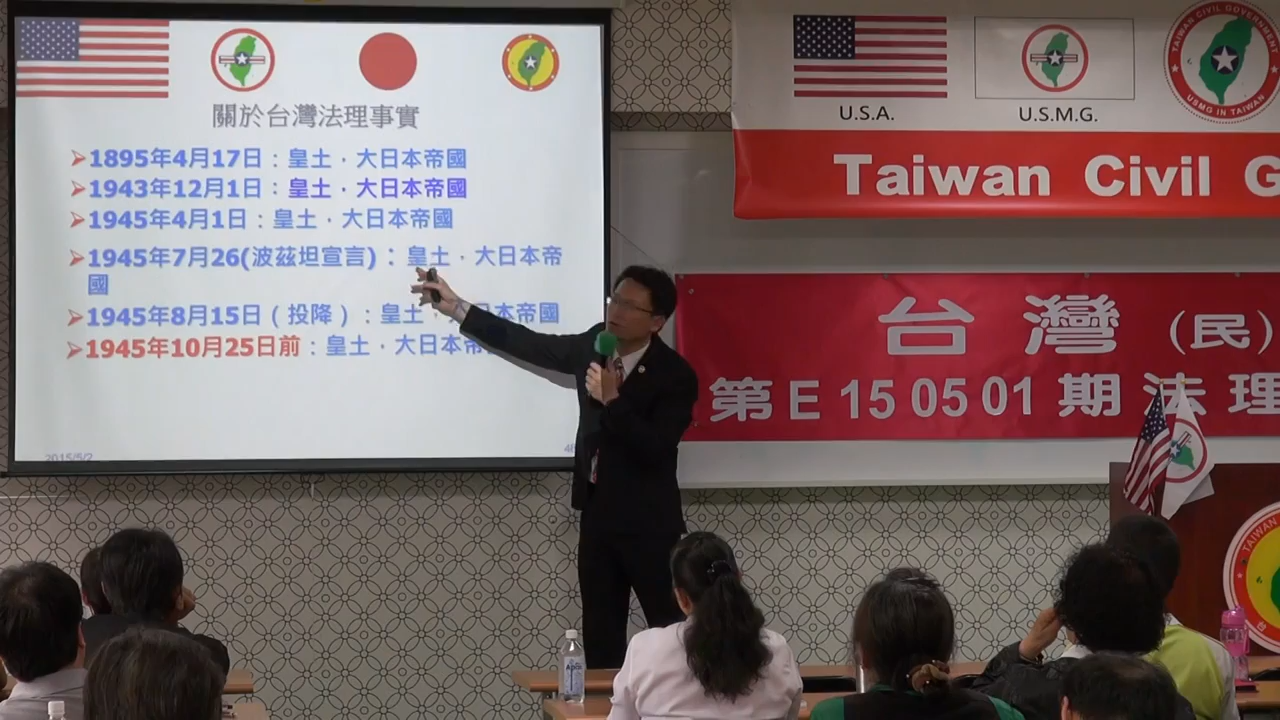 關於台灣法理事實
➢1895年4月17日：皇土．大日本帝國
➢1943年12月1日：皇土．大日本帝國
➢1945年4月1日：皇土．大日本帝國
➢1945年7月26(波茲坦宣言)：皇土．大日本帝
國
➢1945年8月15日（投降）：皇土．大日本帝國
➢1945年10月25日前：皇土．大日本帝
2015/5/2
U.S.A.
U.S.M.G.
TAIWAN CIVIL GOVERNMENT
USMG IN TAIWAN
Taiwan Civil G
台灣(民)
第E150501期法理